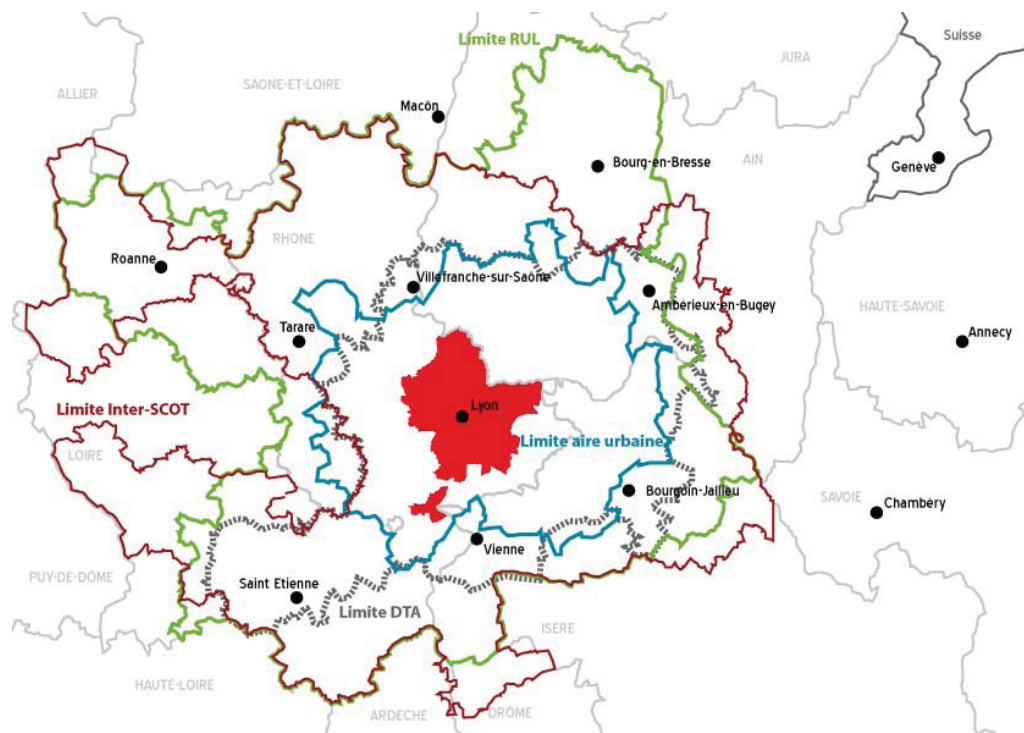 Limite RUL
Suisse
JURA
SAONE-ET-LOIRE
ALLIER
Macôn
Bourg-en-Bresse
AIN
Genève
RHONE
Roanne
Villefranche-sur-Saône
Ambérieux-en-Bugey
HAUTE-SAVOIE
Tarare
Annecy
Limite Inter-SCOT
Lyon
Limite aire urbaine
LOIRE
Bourgoin-Jallieu
SAVOIE
Chambéry
Vienne
PUY-DE-DÔME
Saint Etienne
Limite DTA
ISERE
HAUTE-LOIRE
ARDECHE
DRÔME